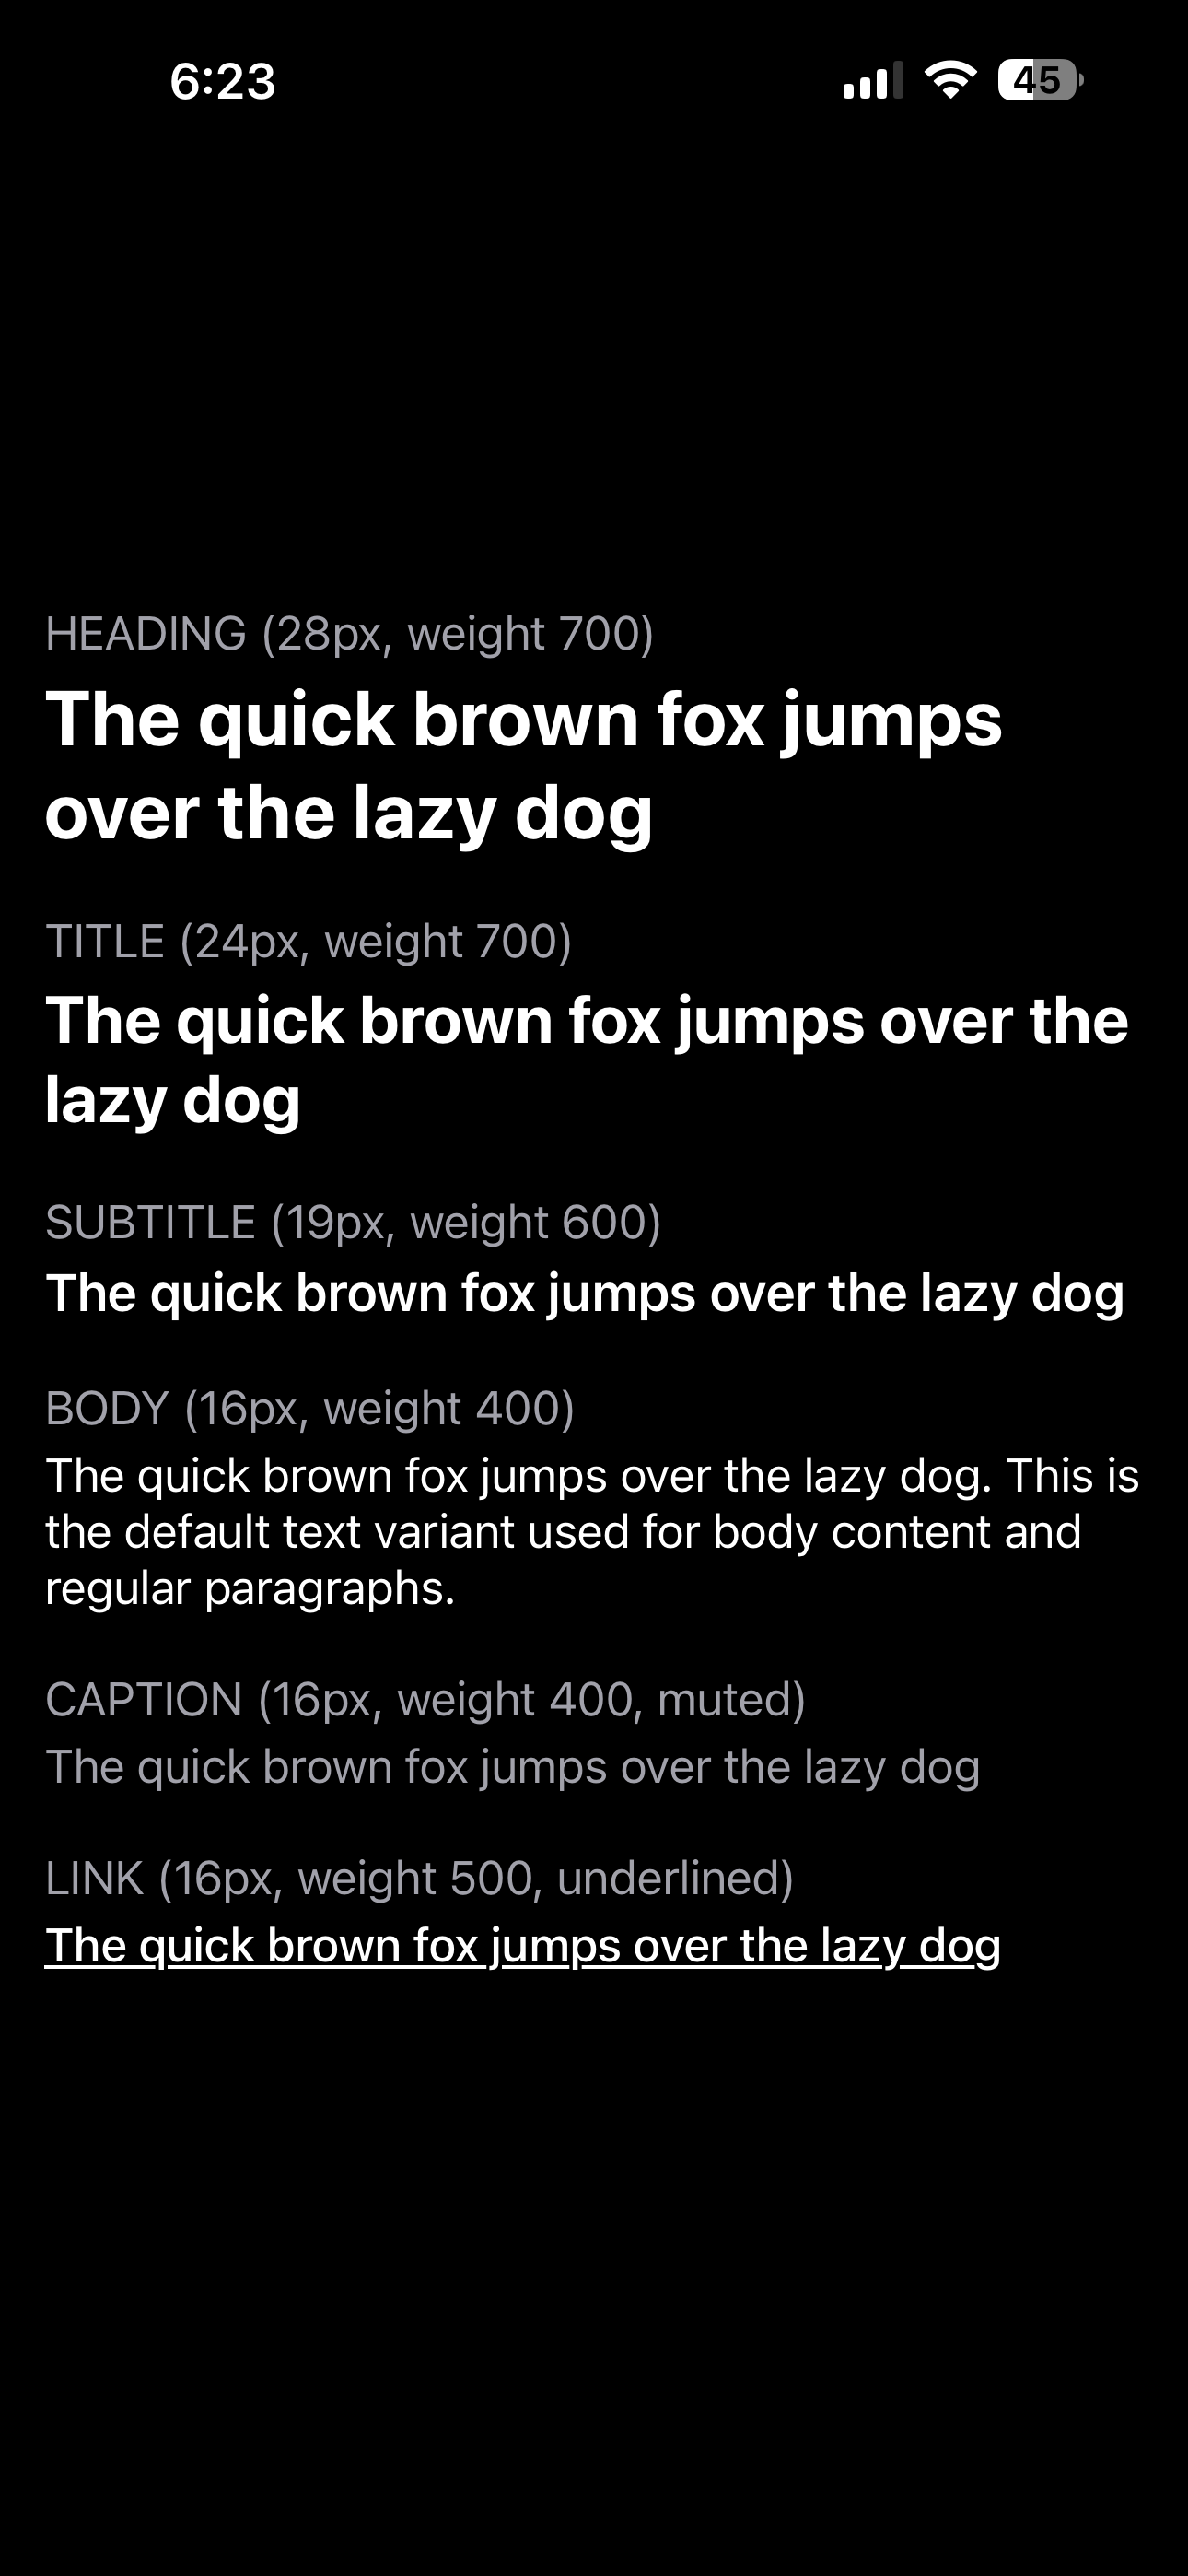 6:23
45
HEADING (28px, weight 700)
The quick brown fox jumps
over the lazy dog
TITLE (24px, weight 700)
The quick brown fox jumps over the
lazy dog
SUBTITLE (19px, weight 600)
The quick brown fox jumps over the lazy dog
BODY (16px, weight 400)
The quick brown fox jumps over the lazy dog. This is
the default text variant used for body content and
regular paragraphs.
CAPTION (16px, weight 400, muted)
The quick brown fox jumps over the lazy dog
LINK (16px, weight 500, underlined)
The quick brown fox jumps over the lazy dog